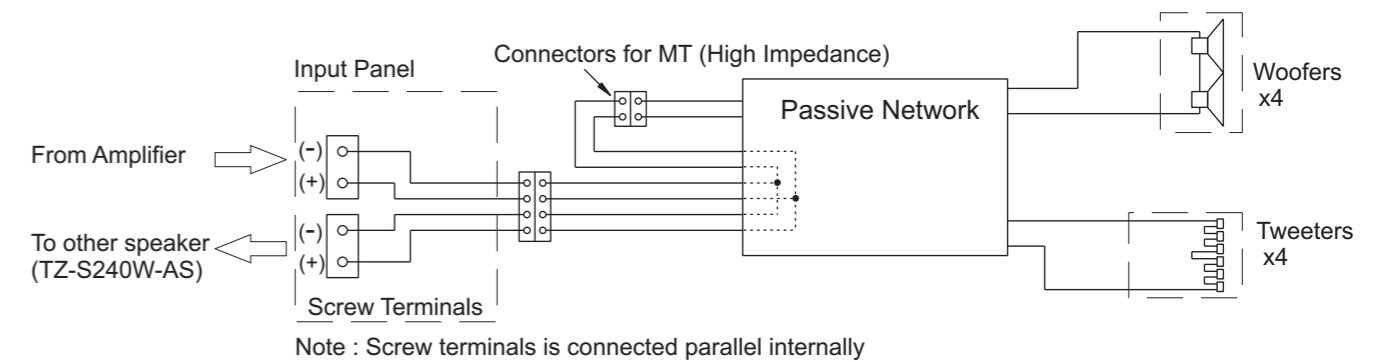 Connectors for MT (High Impedance)
Input Panel
Passive Network
Woofers
x4
From Amplifier
(-)
(+)
To other speaker
(TZ-S240W-AS)
(-)
(+)
Tweeters
x4
Screw Terminals
Note : Screw terminals is connected parallel internally